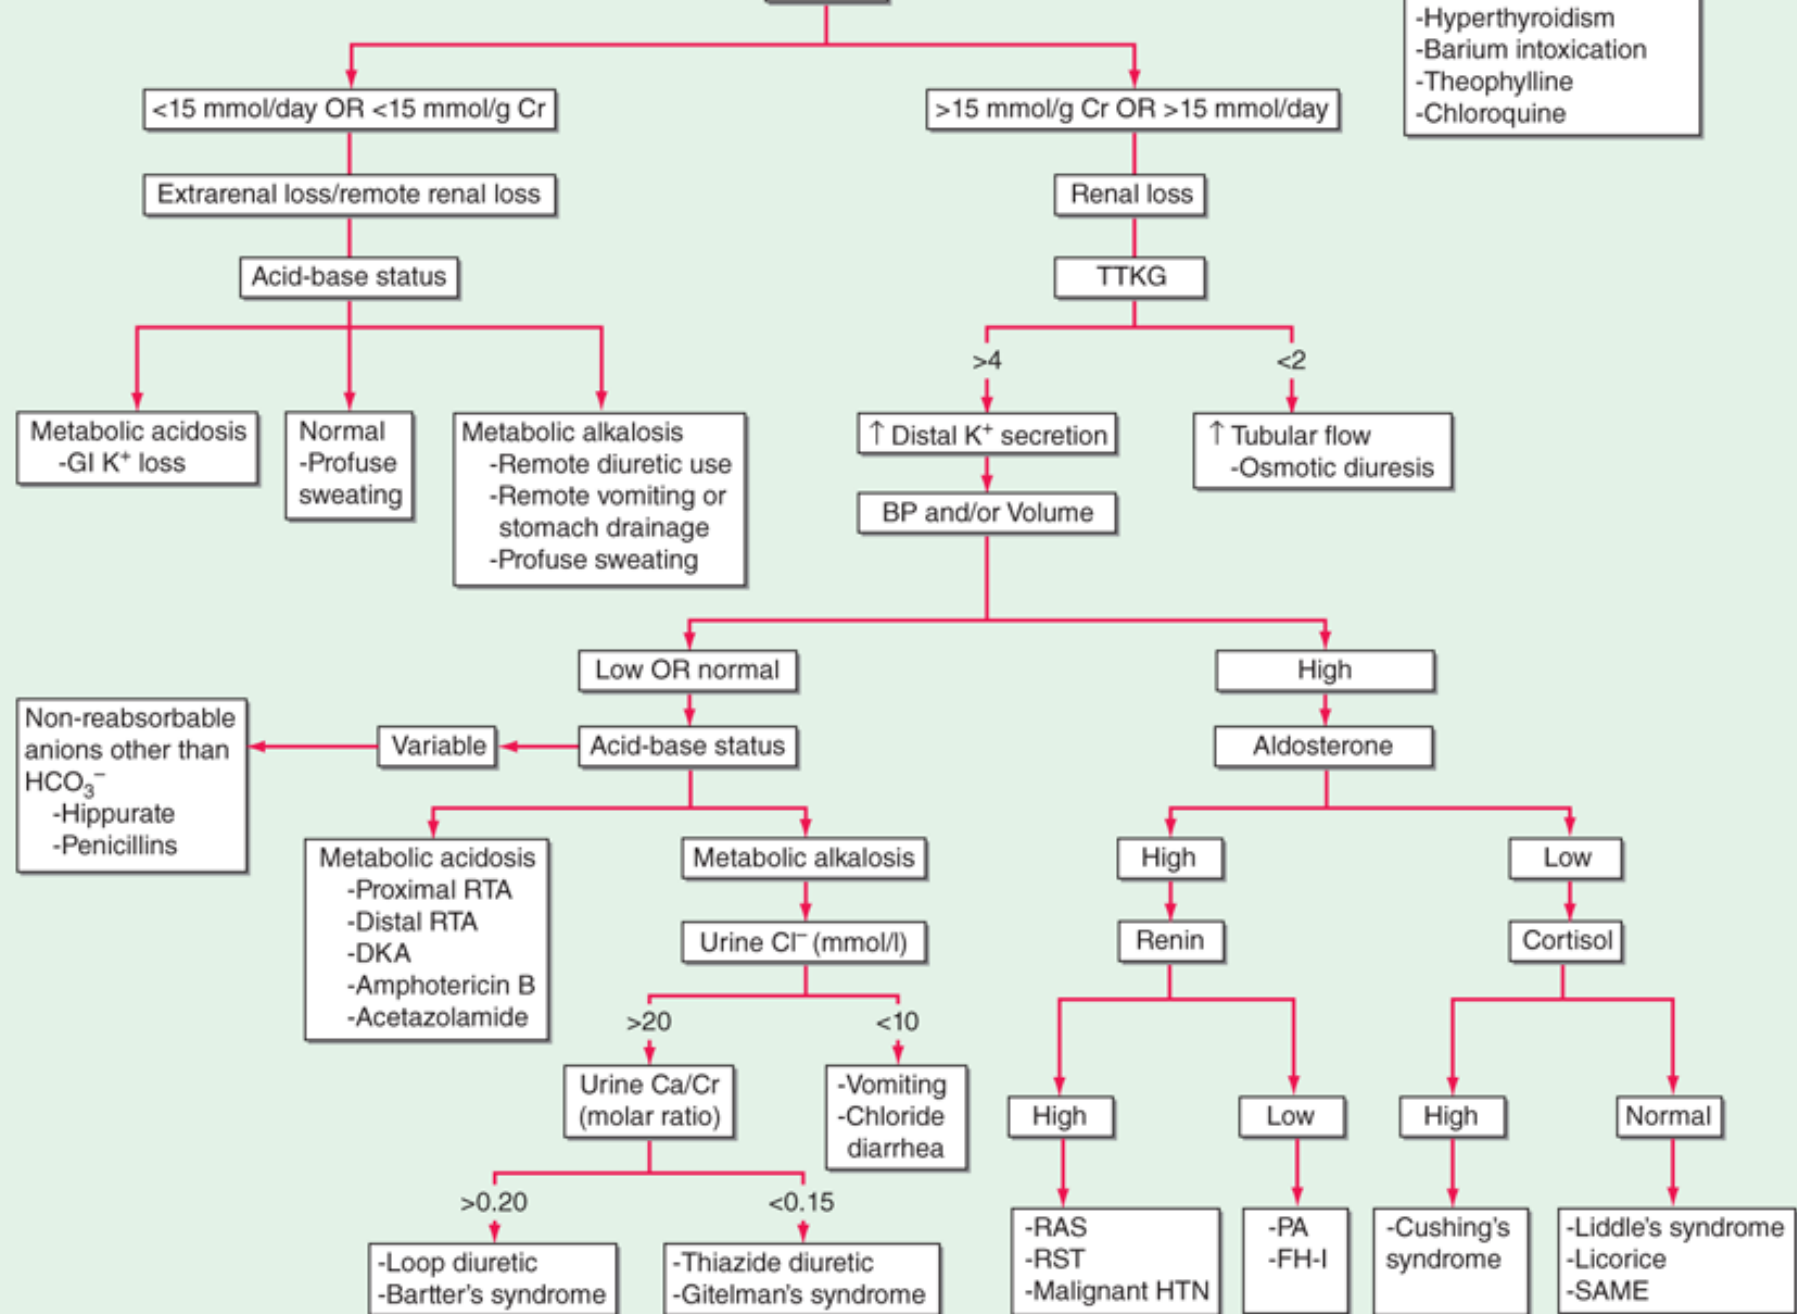 -Hyperthyroidism
-Barium intoxication
-Theophylline
-Chloroquine
<15 mmol/day OR <15 mmol/g Cr
>15 mmol/g Cr OR >15 mmol/day
Extrarenal loss/remote renal loss
Renal loss
Acid-base status
TTKG
>4
<2
Metabolic acidosis
-GI K⁺ loss
Normal
-Profuse
sweating
Metabolic alkalosis
-Remote diuretic use
-Remote vomiting or
stomach drainage
-Profuse sweating
↑ Distal K⁺ secretion
↑ Tubular flow
-Osmotic diuresis
BP and/or Volume
Low OR normal
High
Non-reabsorbable
anions other than
HCO₃⁻
-Hippurate
-Penicillins
Variable
Acid-base status
Aldosterone
Metabolic acidosis
-Proximal RTA
-Distal RTA
-DKA
-Amphotericin B
-Acetazolamide
Metabolic alkalosis
High
Low
Urine Cl⁻ (mmol/l)
Renin
Cortisol
>20
<10
Urine Ca/Cr
(molar ratio)
-Vomiting
-Chloride
diarrhea
High
Low
High
Normal
>0.20
<0.15
-Loop diuretic
-Bartter's syndrome
-Thiazide diuretic
-Gitelman's syndrome
-RAS
-RST
-Malignant HTN
-PA
-FH-I
-Cushing's
syndrome
-Liddle's syndrome
-Licorice
-SAME